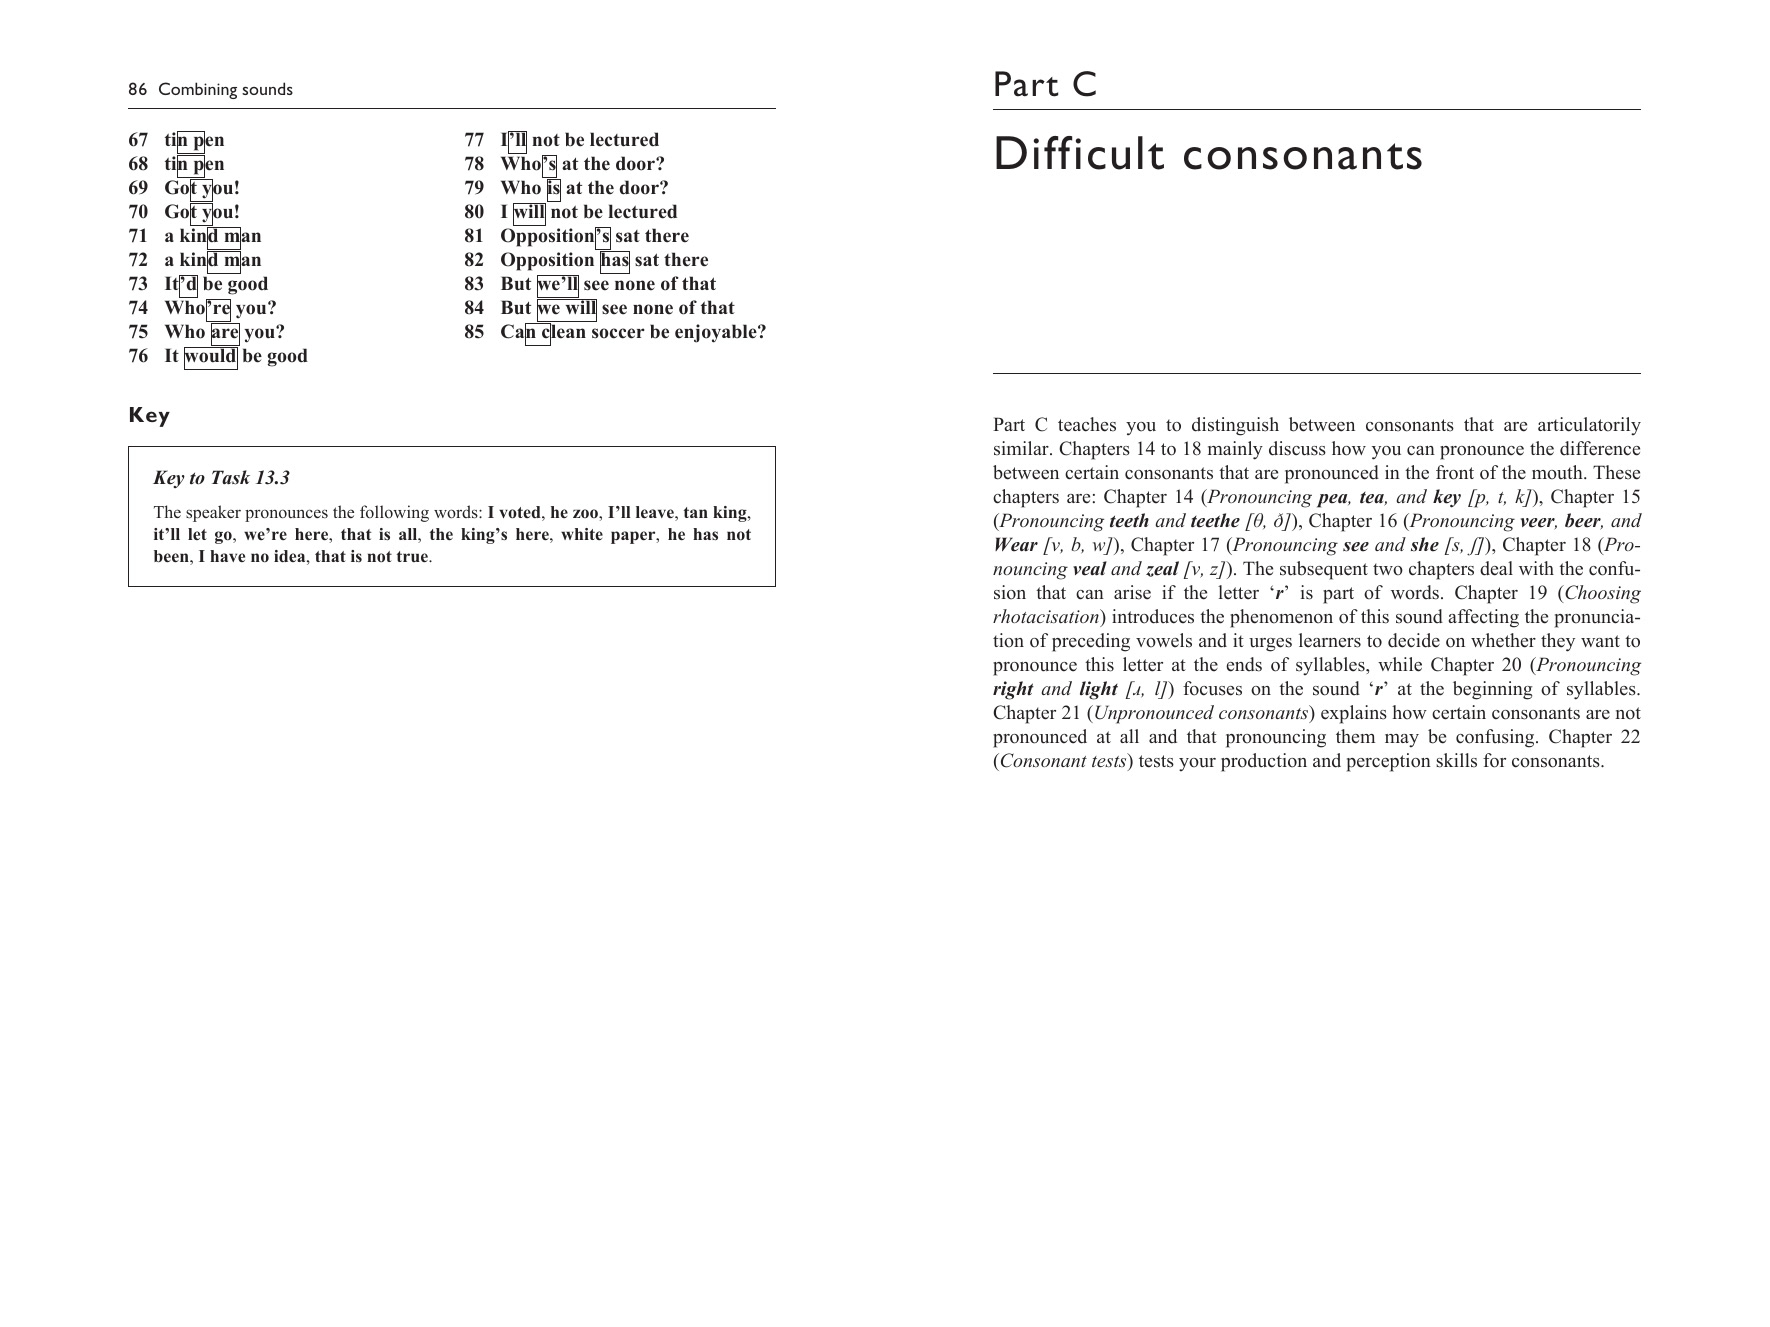 86 Combining sounds
67 tin pen
68 tin pen
69 Got you!
70 Got you!
71 a kind man
72 a kind man
73 It’d be good
74 Who’re you?
75 Who are you?
76 It would be good
77 I’ll not be lectured
78 Who’s at the door?
79 Who is at the door?
80 I will not be lectured
81 Opposition’s sat there
82 Opposition has sat there
83 But we’ll see none of that
84 But we will see none of that
85 Can clean soccer be enjoyable?
Key
Key to Task 13.3
The speaker pronounces the following words: I voted, he zoo, I’ll leave, tan king,
it’ll let go, we’re here, that is all, the king’s here, white paper, he has not
been, I have no idea, that is not true.
Part C
Difficult consonants
Part C teaches you to distinguish between consonants that are articulatorily
similar. Chapters 14 to 18 mainly discuss how you can pronounce the difference
between certain consonants that are pronounced in the front of the mouth. These
chapters are: Chapter 14 (Pronouncing pea, tea, and key [p, t, k]), Chapter 15
(Pronouncing teeth and teethe [θ, ð]), Chapter 16 (Pronouncing veer, beer, and
Wear [v, b, w]), Chapter 17 (Pronouncing see and she [s, ʃ]), Chapter 18 (Pro-
nouncing veal and zeal [v, z]). The subsequent two chapters deal with the confu-
sion that can arise if the letter ‘r’ is part of words. Chapter 19 (Choosing
rhotacisation) introduces the phenomenon of this sound affecting the pronuncia-
tion of preceding vowels and it urges learners to decide on whether they want to
pronounce this letter at the ends of syllables, while Chapter 20 (Pronouncing
right and light [ɹ, l]) focuses on the sound ‘r’ at the beginning of syllables.
Chapter 21 (Unpronounced consonants) explains how certain consonants are not
pronounced at all and that pronouncing them may be confusing. Chapter 22
(Consonant tests) tests your production and perception skills for consonants.